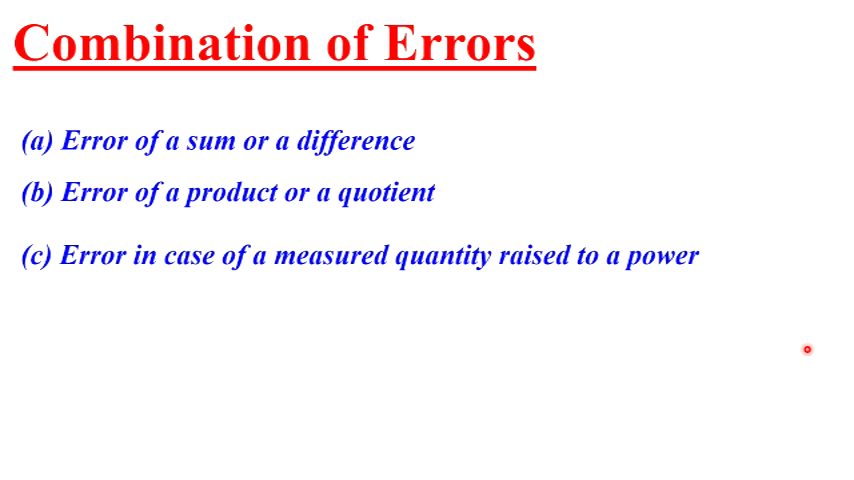 Combination of Errors
(a) Error of a sum or a difference
(b) Error of a product or a quotient
(c) Error in case of a measured quantity raised to a power